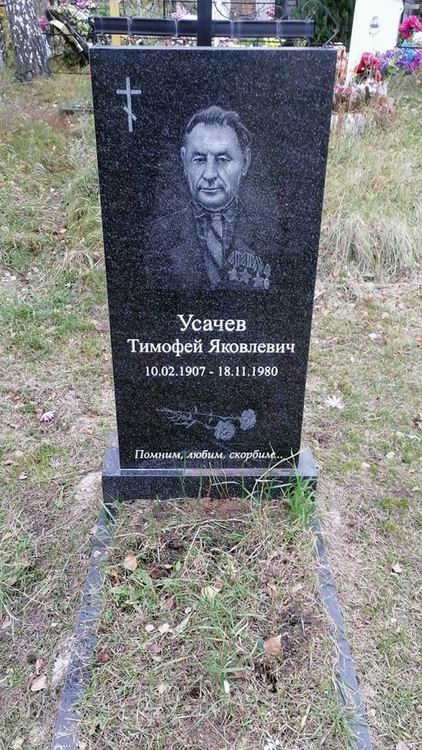 Усачев
Тимофей Яковлевич
10.02.1907 - 18.11.1980
Помним, любим, скорбим...